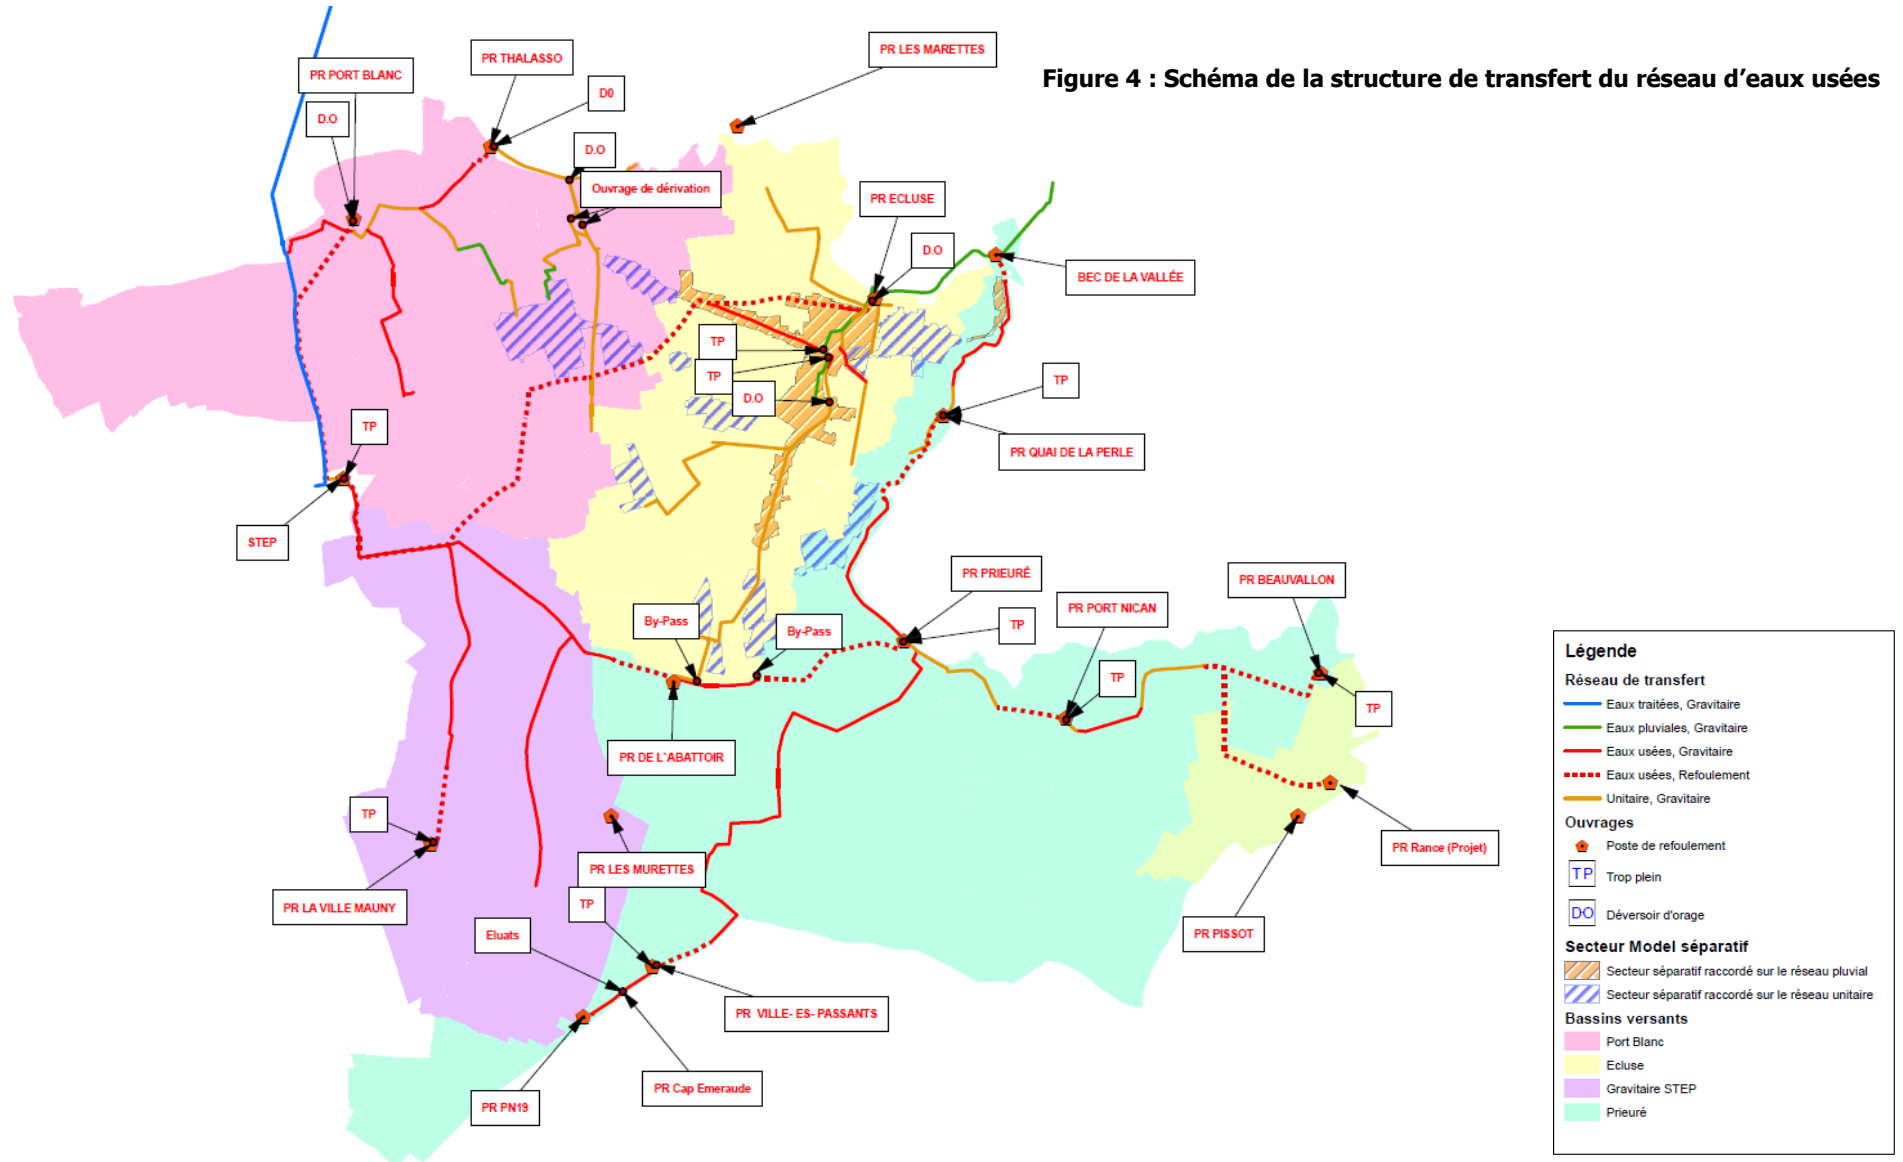 PR THALASSO
PR LES MARETTES
Figure 4 : Schéma de la structure de transfert du réseau d'eaux usées
PR PORT BLANC
D0
D.O
D.O
Ouvrage de dérivation
PR ECLUSE
D.O
BEC DE LA VALLÉE
TP
TP
TP
D.O
TP
PR QUAI DE LA PERLE
STEP
PR PRIEURÉ
PR BEAUVALLON
By-Pass
By-Pass
PR PORT NICAN
TP
TP
TP
PR DE L'ABATTOIR
TP
PR Rance (Projet)
PR LES MURETTES
PR LA VILLE MAUNY
TP
Eluats
PR PISSOT
PR VILLE- ES- PASSANTS
PR Cap Emeraude
PR PN19
Légende
Réseau de transfert
Eaux traitées, Gravitaire
Eaux pluviales, Gravitaire
Eaux usées, Gravitaire
Eaux usées, Refoulement
Unitaire, Gravitaire
Ouvrages
Poste de refoulement
TP Trop plein
DO Déversoir d'orage
Secteur Model séparatif
Secteur séparatif raccordé sur le réseau pluvial
Secteur séparatif raccordé sur le réseau unitaire
Bassins versants
Port Blanc
Ecluse
Gravitaire STEP
Prieuré